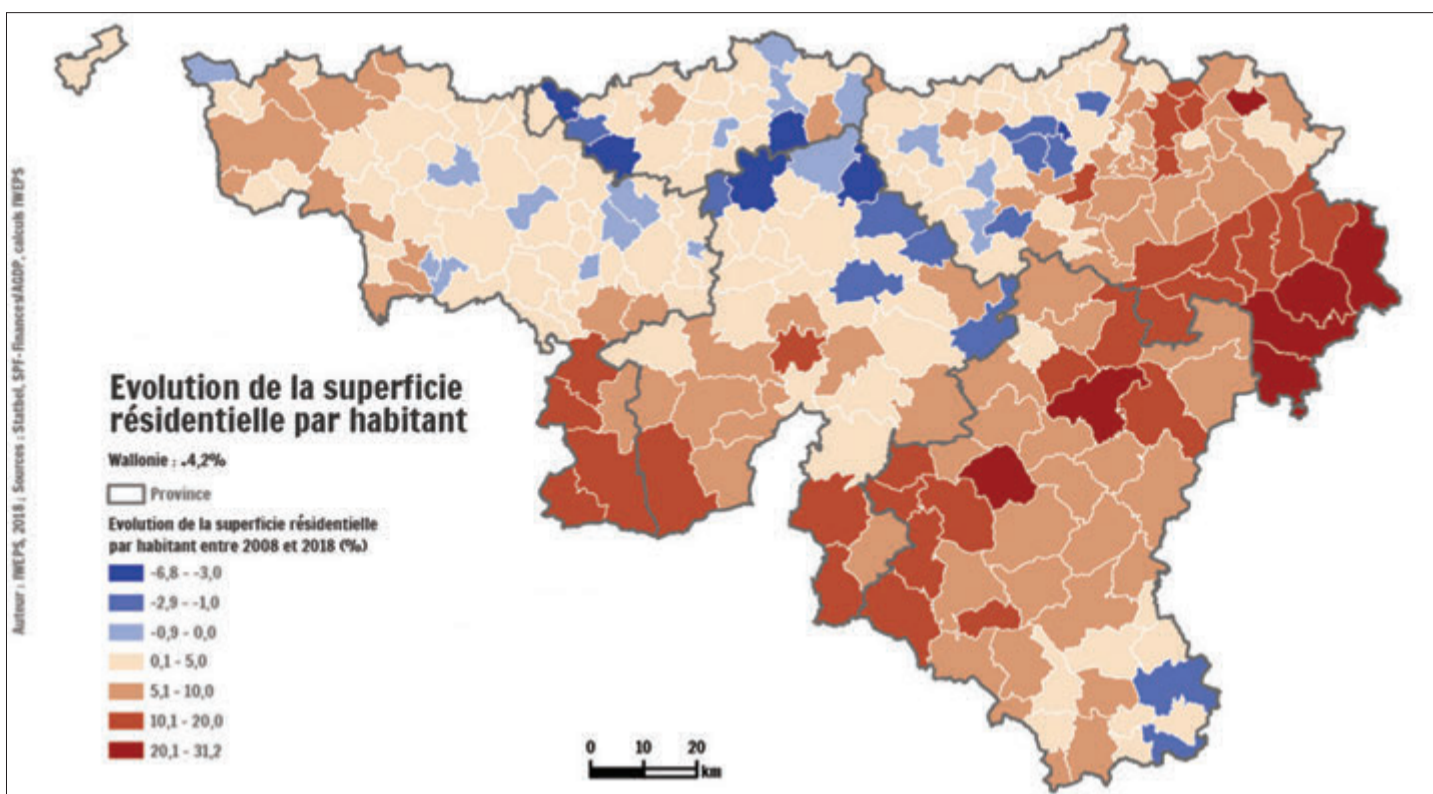 Auteur : IWEPS, 2018 ; Sources : Statbel, SPF-Finances/AGDP, calculs IWEPS
Evolution de la superficie
résidentielle par habitant
Wallonie : .4,2‰
Province
Evolution de la superficie résidentielle
par habitant entre 2008 et 2018 (‰)
-6,8 - -3,0
-2,9 - -1,0
-0,9 - 0,0
0,1 - 5,0
5,1 - 10,0
10,1 - 20,0
20,1 - 31,2
0 10 20
km